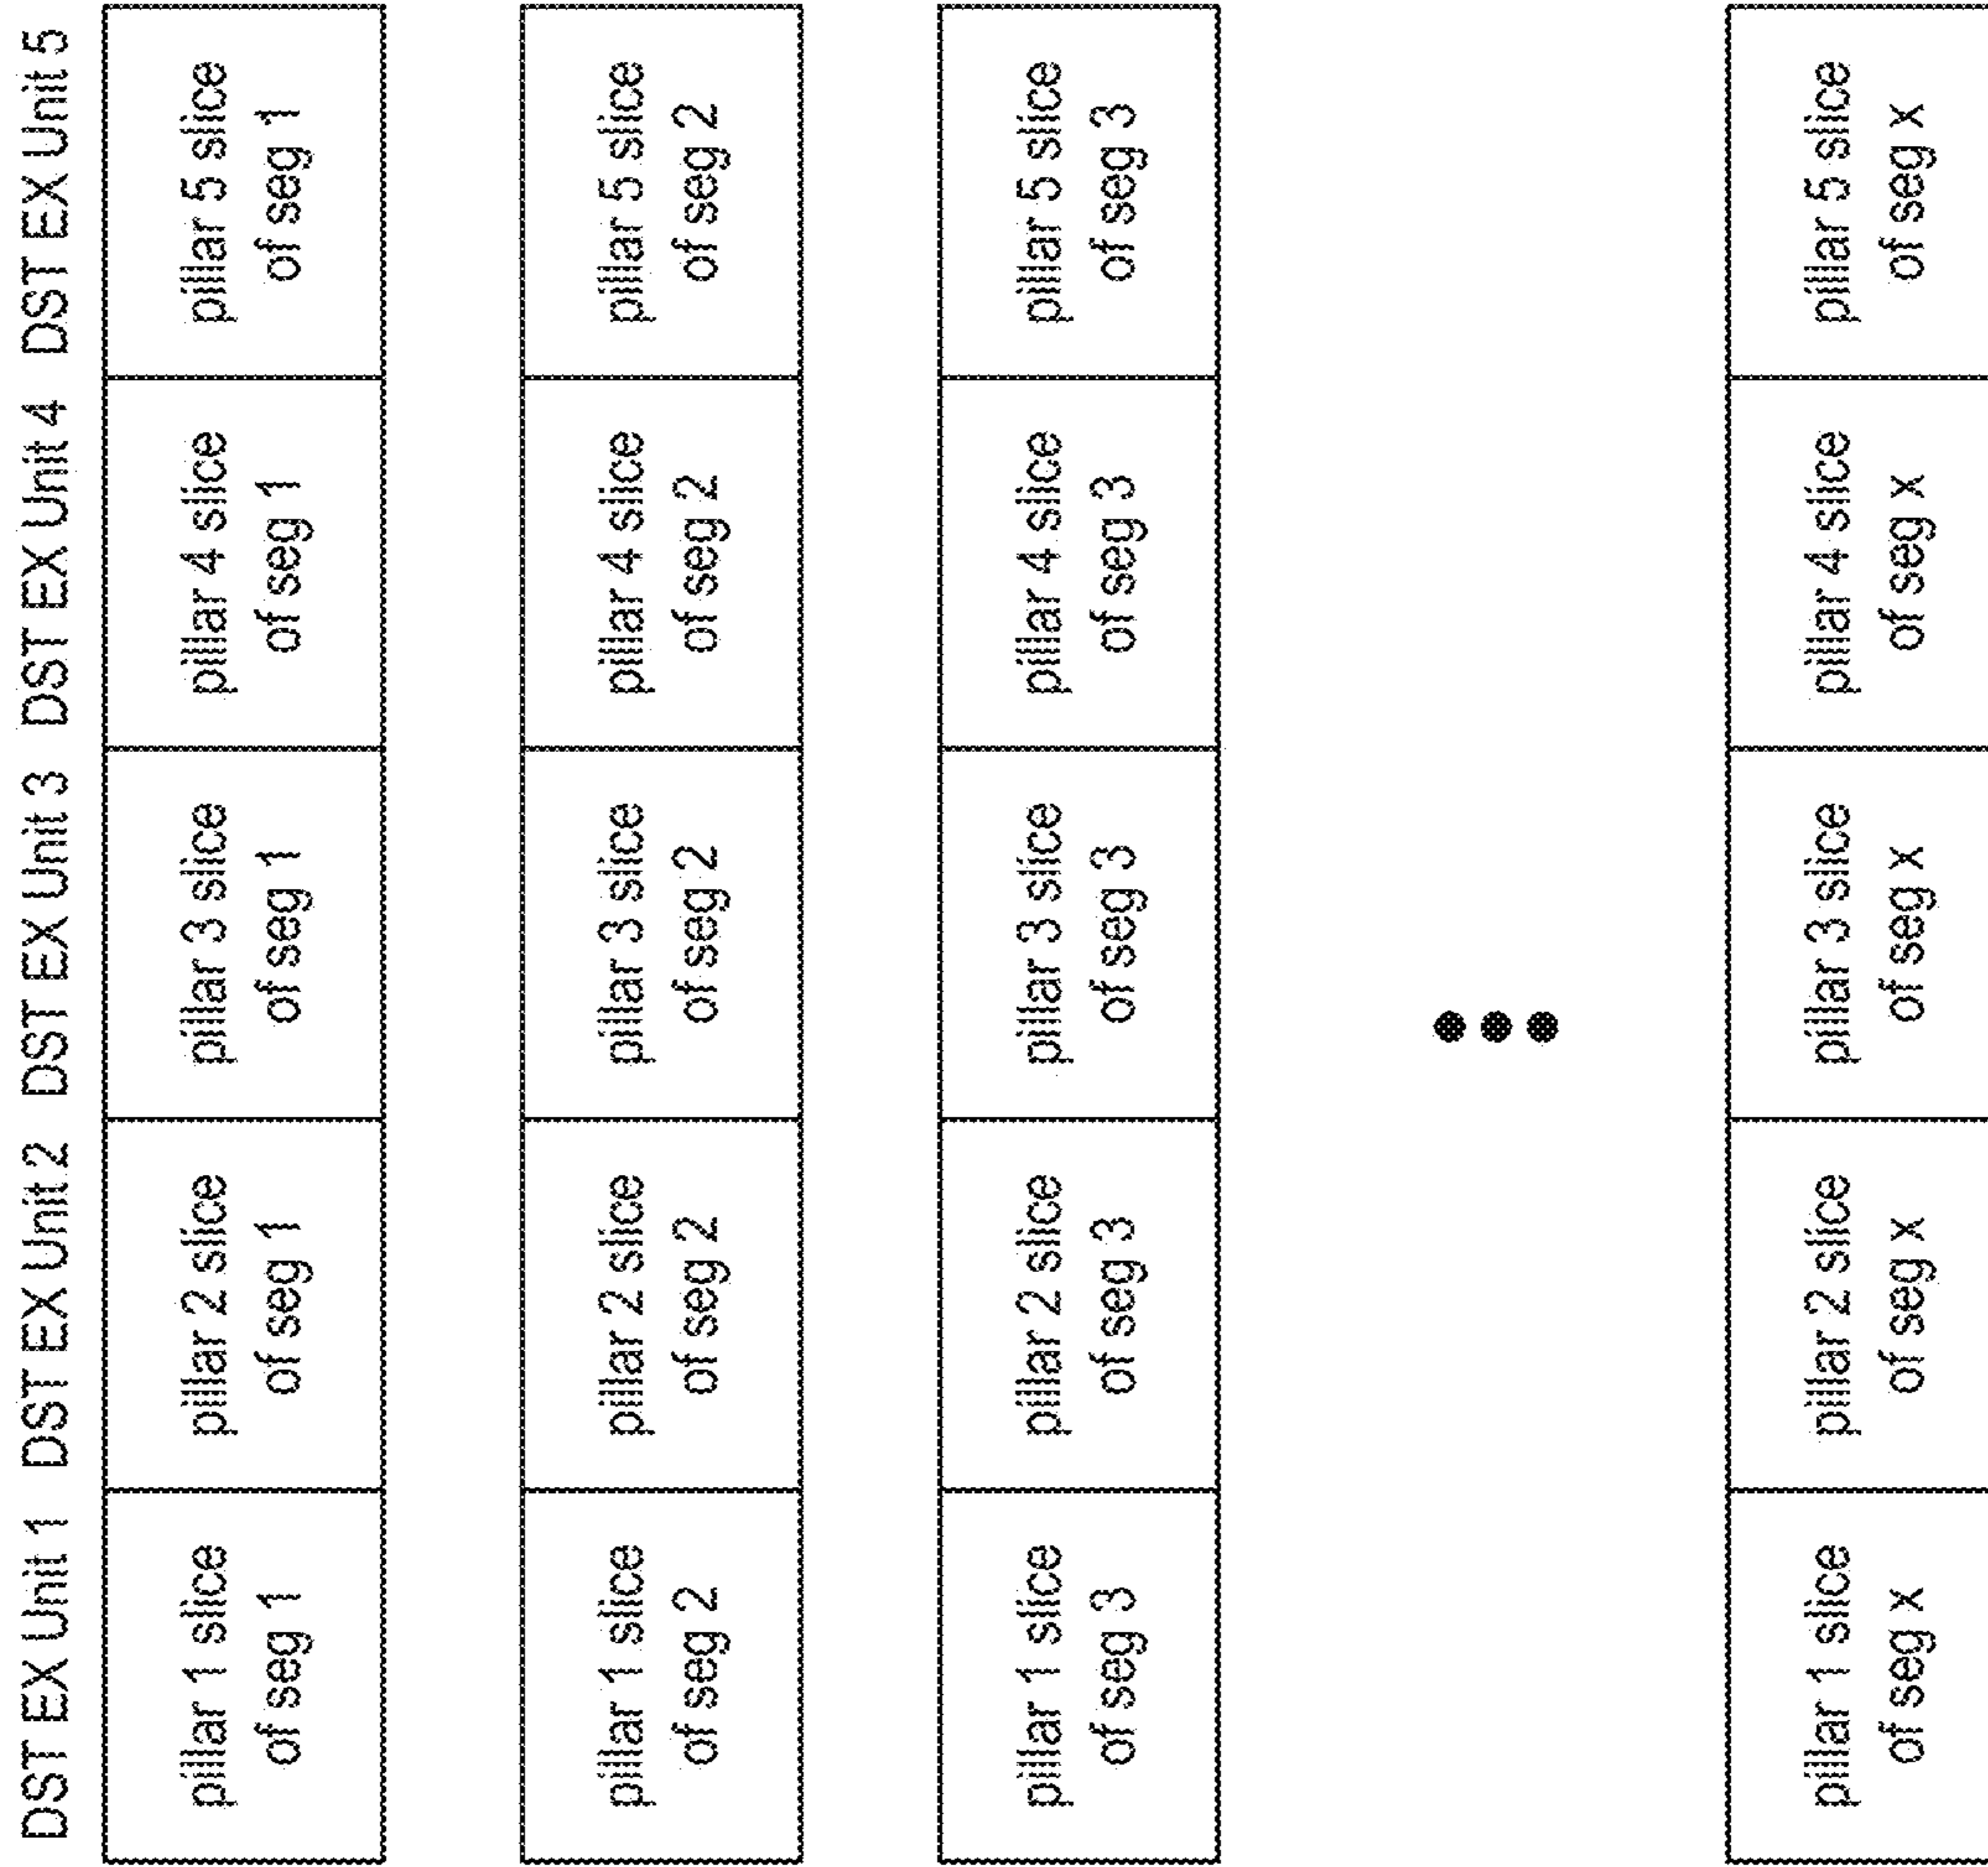 DST EX Unit 1 DST EX Unit 2 DST EX Unit 3 DST EX Unit 4 DST EX Unit 5
pillar 1 slice
of seg 1
pillar 2 slice
of seg 1
pillar 3 slice
of seg 1
pillar 4 slice
of seg 1
pillar 5 slice
of seg 1
pillar 1 slice
of seg 2
pillar 2 slice
of seg 2
pillar 3 slice
of seg 2
pillar 4 slice
of seg 2
pillar 5 slice
of seg 2
pillar 1 slice
of seg 3
pillar 2 slice
of seg 3
pillar 3 slice
of seg 3
pillar 4 slice
of seg 3
pillar 5 slice
of seg 3
pillar 1 slice
of seg x
pillar 2 slice
of seg x
pillar 3 slice
of seg x
pillar 4 slice
of seg x
pillar 5 slice
of seg x